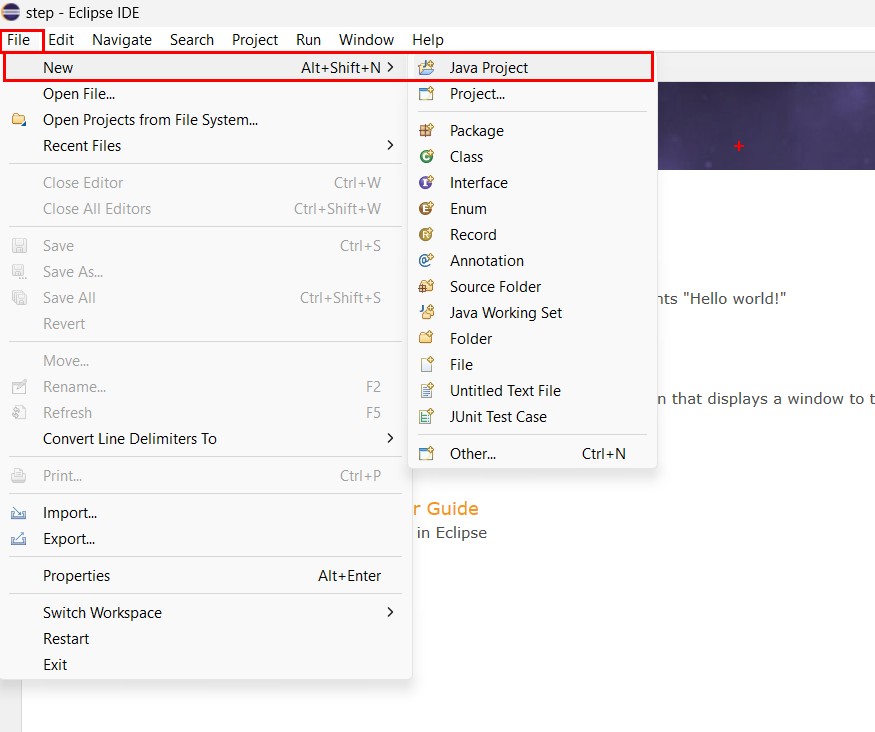 step - Eclipse IDE
File Edit Navigate Search Project Run Window Help
New Alt+Shift+N
Open File...
Open Projects from File System...
Recent Files
Close Editor Ctrl+W
Close All Editors Ctrl+Shift+W
Save Ctrl+S
Save As...
Save All Ctrl+Shift+S
Revert
Move...
Rename... F2
Refresh F5
Convert Line Delimiters To
Print... Ctrl+P
Import...
Export...
Properties Alt+Enter
Switch Workspace
Restart
Exit
Java Project
Project...
Package
Class
Interface
Enum
Record
Annotation
Source Folder
Java Working Set
Folder
File
Untitled Text File
JUnit Test Case
Other... Ctrl+N
nts "Hello world!"
n that displays a window to t
r Guide
in Eclipse